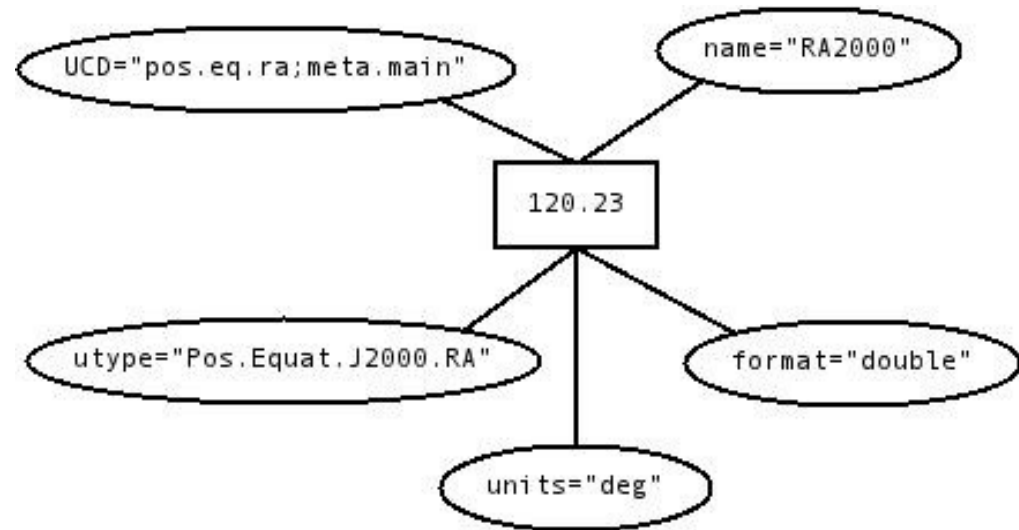 UCD="pos.eq.ra;meta.main"
name="RA2000"
120.23
utype="Pos.Equat.J2000.RA"
format="double"
units="deg"